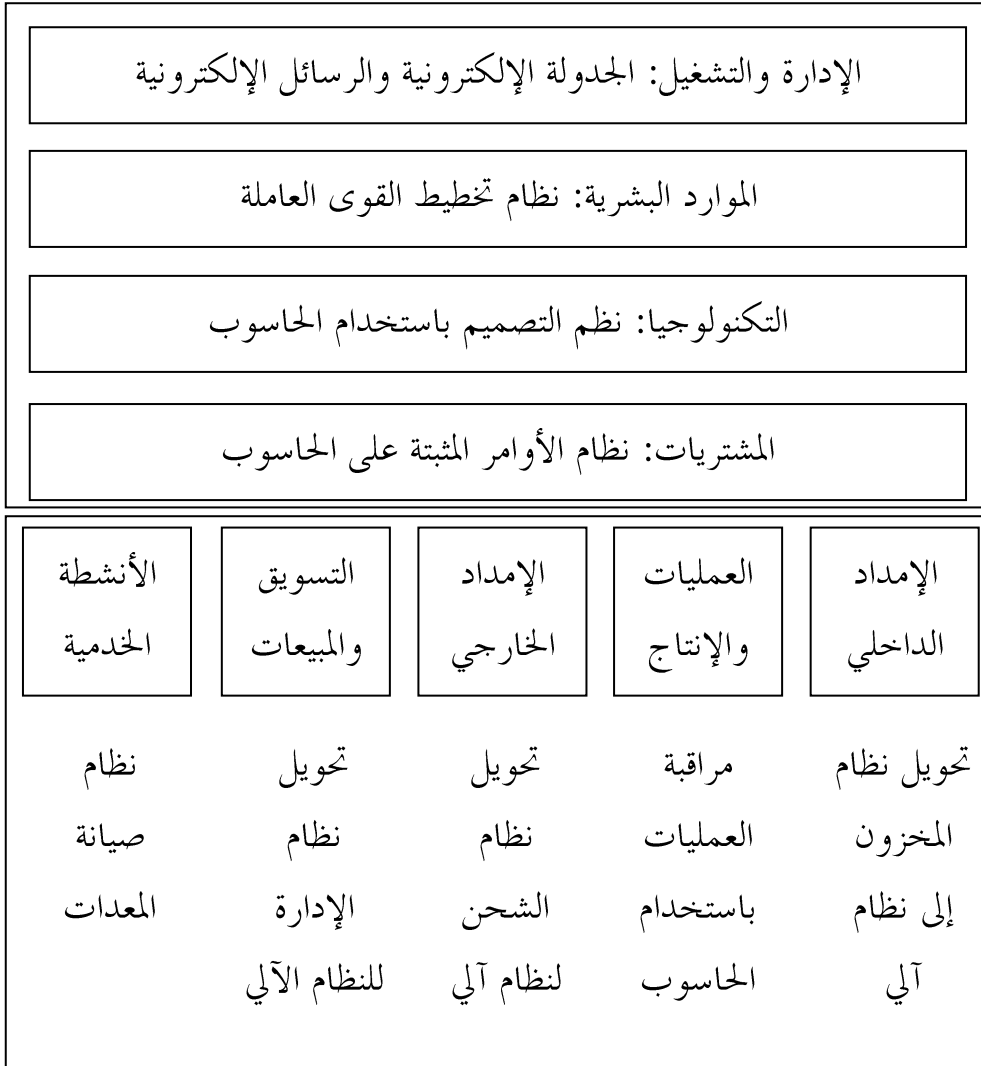 الإدارة والتشغيل: الجدولة الإلكترونية والرسائل الإلكترونية
الموارد البشرية: نظام تخطيط القوى العاملة
التكنولوجيا: نظم التصميم باستخدام الحاسوب
المشتريات: نظام الأوامر المثبتة على الحاسوب
الإمداد
الداخلي
العمليات
والإنتاج
الإمداد
الخارجي
التسويق
والمبيعات
الأنشطة
الخدمية
تحويل نظام
المخزون
إلى نظام
آلي
مراقبة
العمليات
باستخدام
الحاسوب
تحويل
نظام
الشحن
لنظام آلي
تحويل
نظام
الإدارة
للنظام الآلي
نظام
صيانة
المعدات